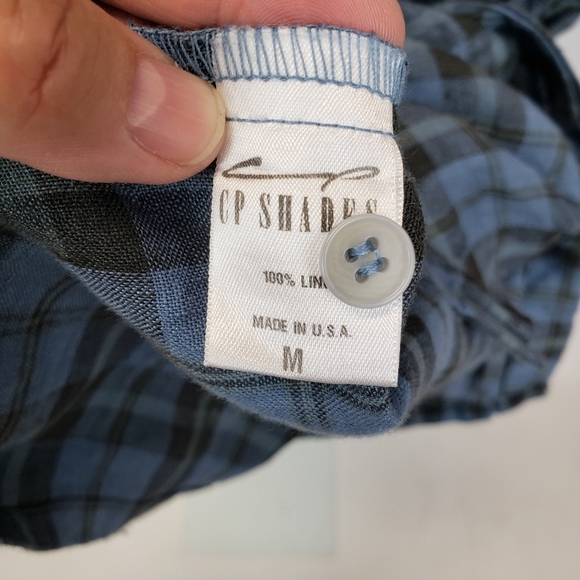 CP SHADES
100% LIN
MADE IN U.S.A.
M